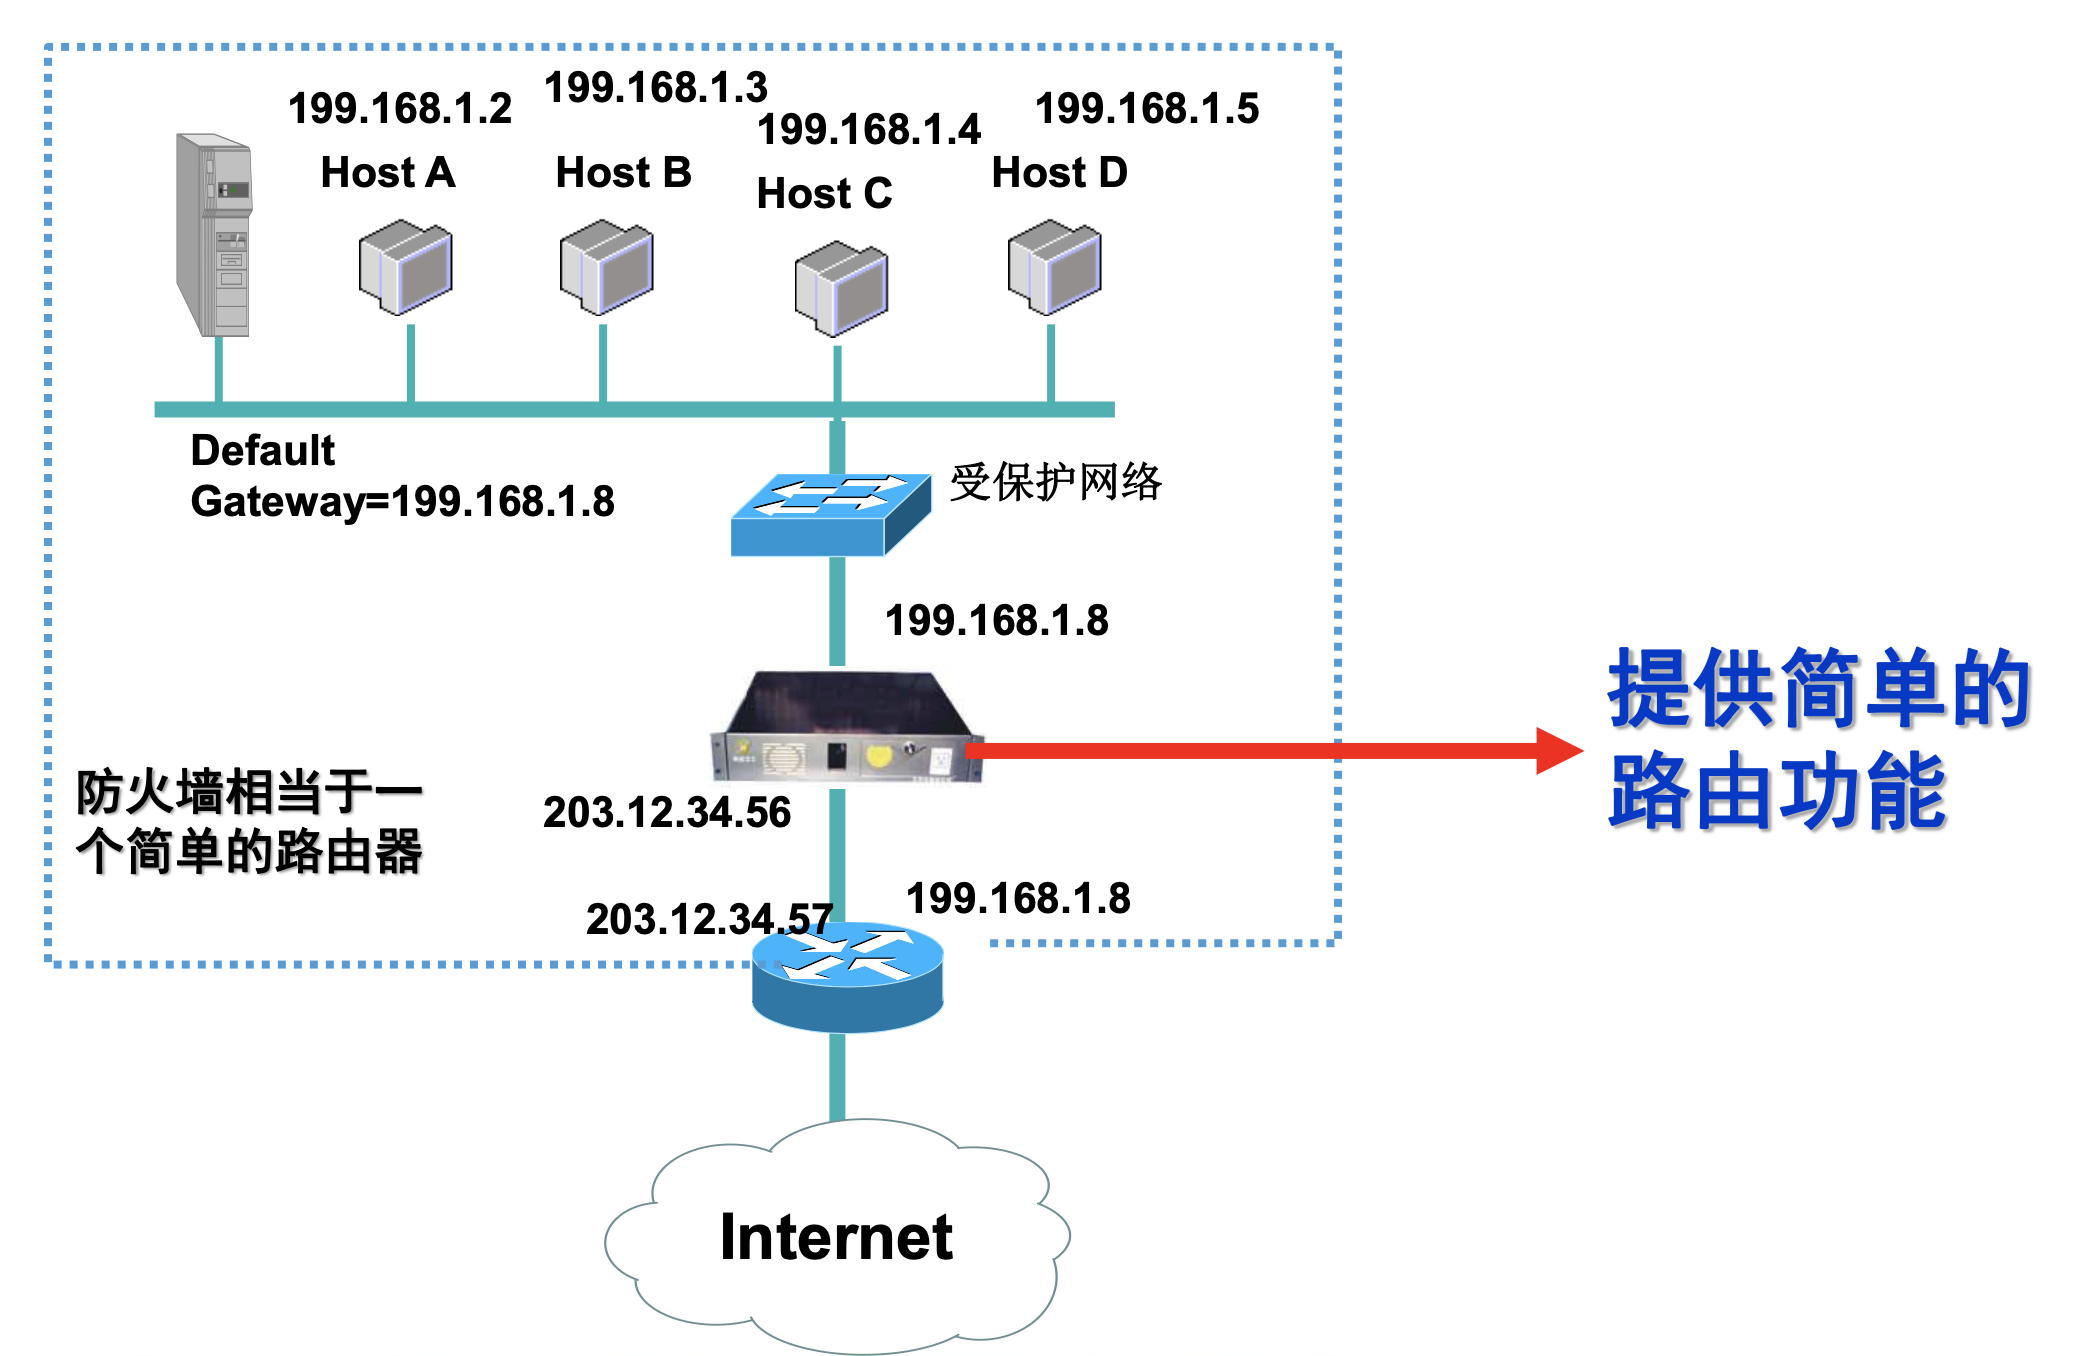 199.168.1.2
199.168.1.3
199.168.1.4
199.168.1.5
Host A
Host B
Host C
Host D
Default
Gateway=199.168.1.8
受保护网络
199.168.1.8
提供简单的
路由功能
防火墙相当于一
个简单的路由器
203.12.34.56
203.12.34.57
199.168.1.8
Internet